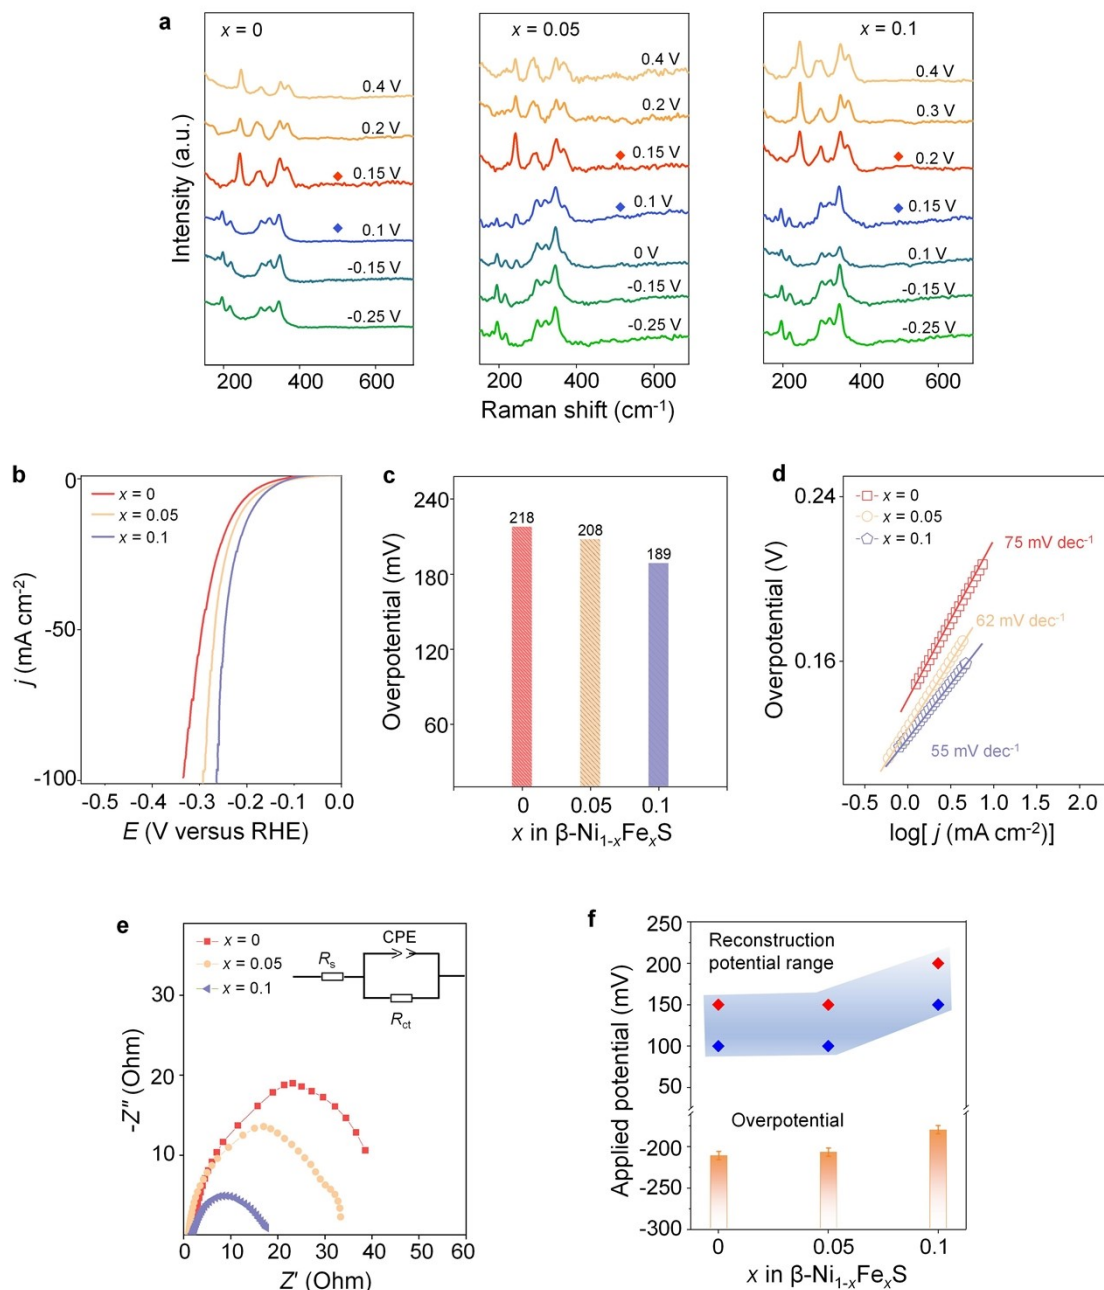 a
x = 0
x = 0.05
x = 0.1
Intensity (a.u.)
0.4 V
0.2 V
0.15 V
0.1 V
-0.15 V
-0.25 V
0.4 V
0.2 V
0.15 V
0.1 V
0 V
-0.15 V
-0.25 V
0.4 V
0.3 V
0.2 V
0.15 V
0.1 V
-0.15 V
-0.25 V
200 400 600
200 400 600
200 400 600
Raman shift (cm⁻¹)
b
x = 0
x = 0.05
x = 0.1
j (mA cm⁻²)
0
-50
-100
-0.5 -0.4 -0.3 -0.2 -0.1 0.0
E (V versus RHE)
c
Overpotential (mV)
240
180
120
60
218
208
189
0 0.05 0.1
x in β-Ni₁₋ₓFeₓS
d
x = 0
x = 0.05
x = 0.1
Overpotential (V)
0.24
0.16
75 mV dec⁻¹
62 mV dec⁻¹
55 mV dec⁻¹
-0.5 0.0 0.5 1.0 1.5 2.0
log[ j (mA cm⁻²)]
e
x = 0
x = 0.05
x = 0.1
CPE
Rs
Rct
-Z″ (Ohm)
30
20
10
0 10 20 30 40 50 60
Z′ (Ohm)
f
Reconstruction
potential range
Overpotential
Applied potential (mV)
250
200
150
100
50
-200
-250
-300
0 0.05 0.1
x in β-Ni₁₋ₓFeₓS